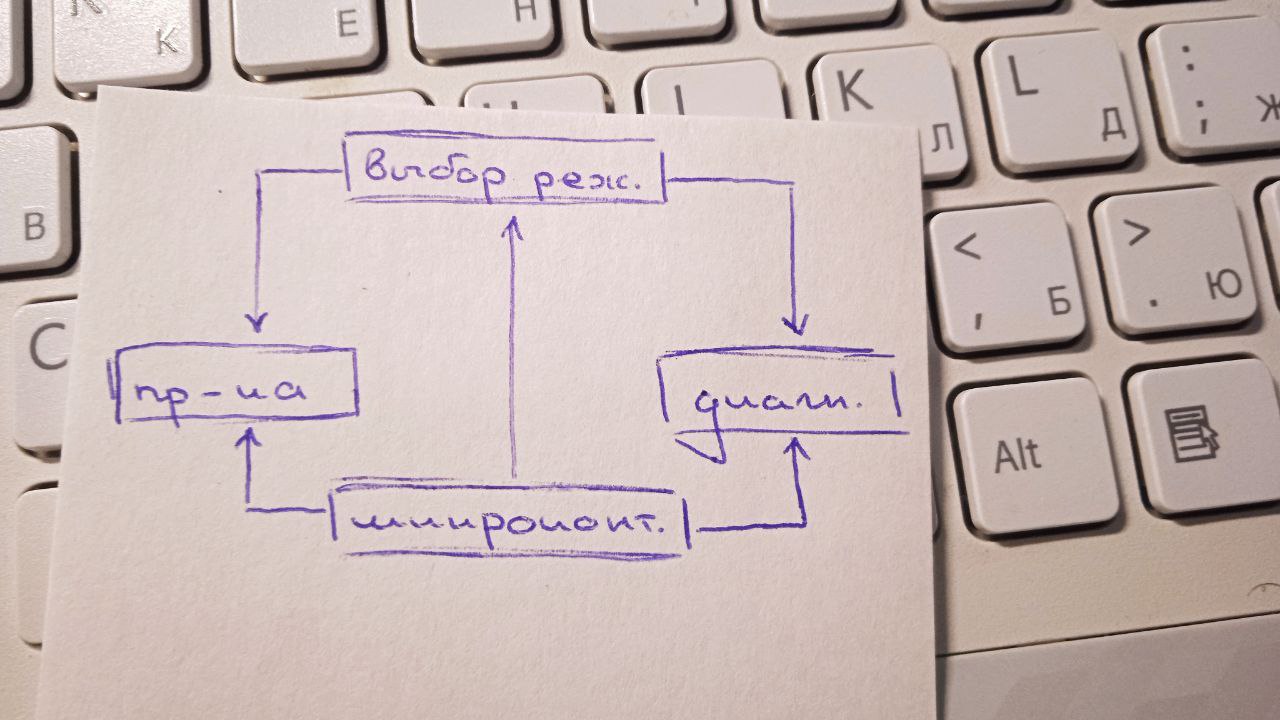 К
Е
Н
K
Л
L
Д
:
;
Ж
Выбор реж.
В
<
,
Б
>
.
Ю
C
пр-ма
диагн.
Alt
микроконт.